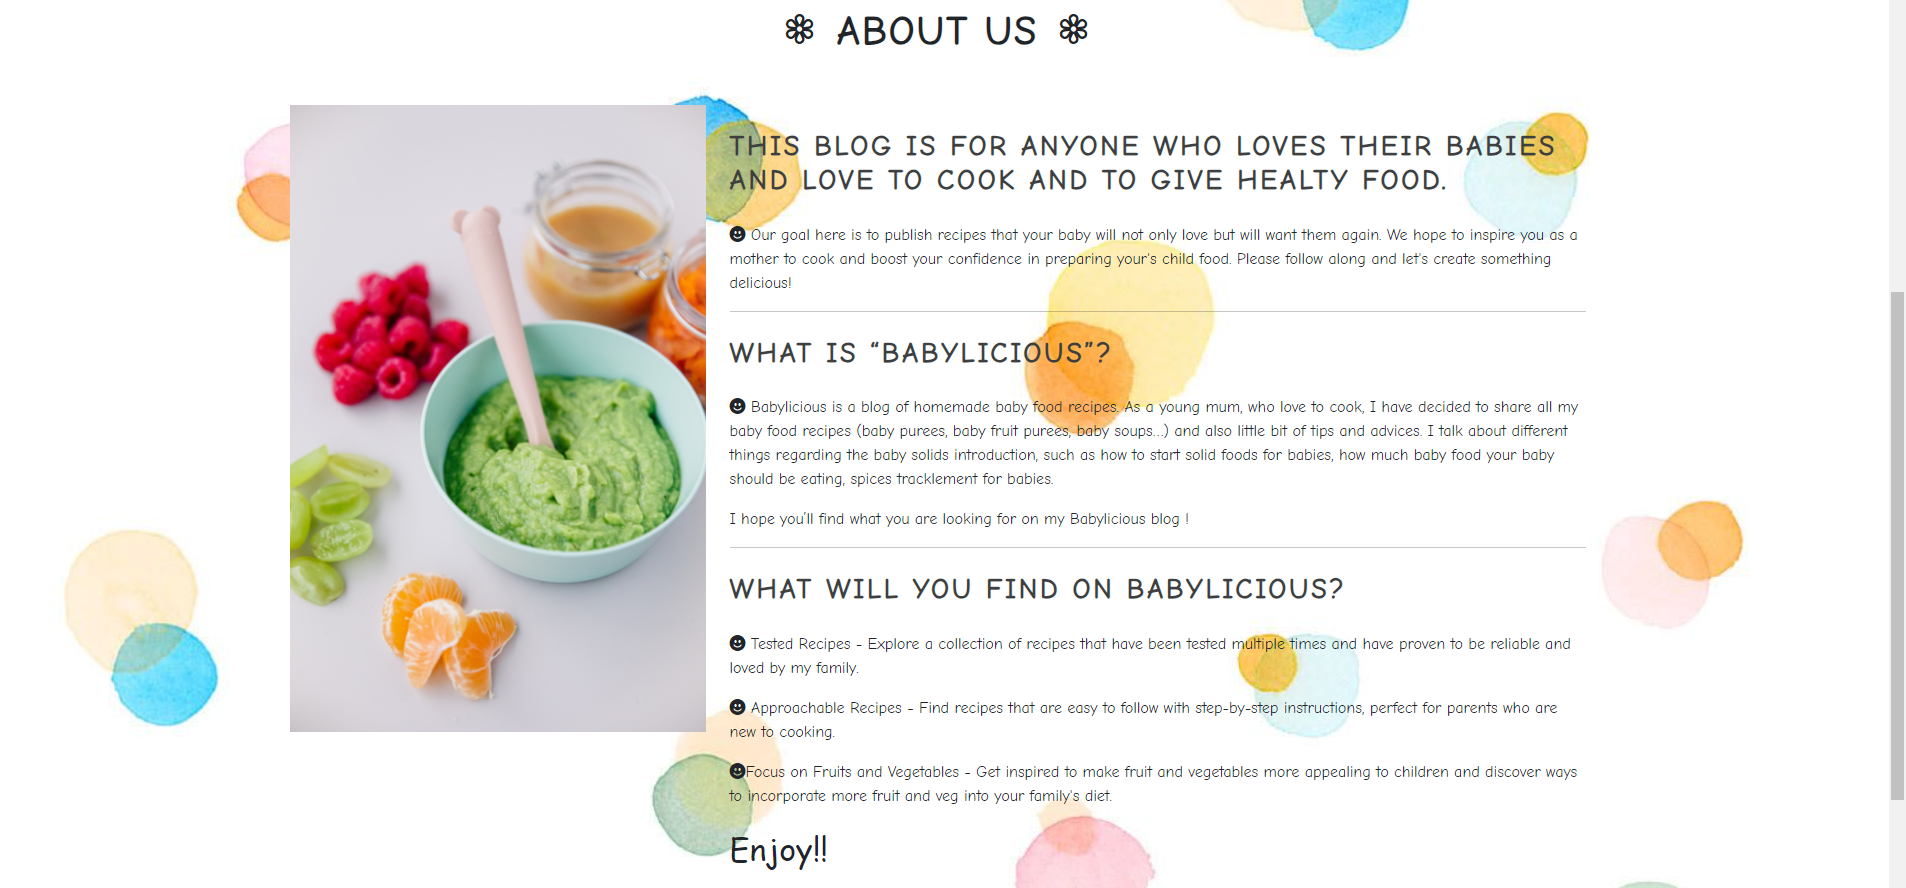 ABOUT US
THIS BLOG IS FOR ANYONE WHO LOVES THEIR BABIES
AND LOVE TO COOK AND TO GIVE HEALTY FOOD.
Our goal here is to publish recipes that your baby will not only love but will want them again. We hope to inspire you as a
mother to cook and boost your confidence in preparing your's child food. Please follow along and let's create something
delicious!
WHAT IS “BABYLICIOUS”?
Babylicious is a blog of homemade baby food recipes. As a young mum, who love to cook, I have decided to share all my
baby food recipes (baby purees, baby fruit purees, baby soups...) and also little bit of tips and advices. I talk about different
things regarding the baby solids introduction, such as how to start solid foods for babies, how much baby food your baby
should be eating, spices tracklement for babies.
I hope you'll find what you are looking for on my Babylicious blog !
WHAT WILL YOU FIND ON BABYLICIOUS?
Tested Recipes - Explore a collection of recipes that have been tested multiple times and have proven to be reliable and
loved by my family.
Approachable Recipes - Find recipes that are easy to follow with step-by-step instructions, perfect for parents who are
new to cooking.
Focus on Fruits and Vegetables - Get inspired to make fruit and vegetables more appealing to children and discover ways
to incorporate more fruit and veg into your family's diet.
Enjoy!!